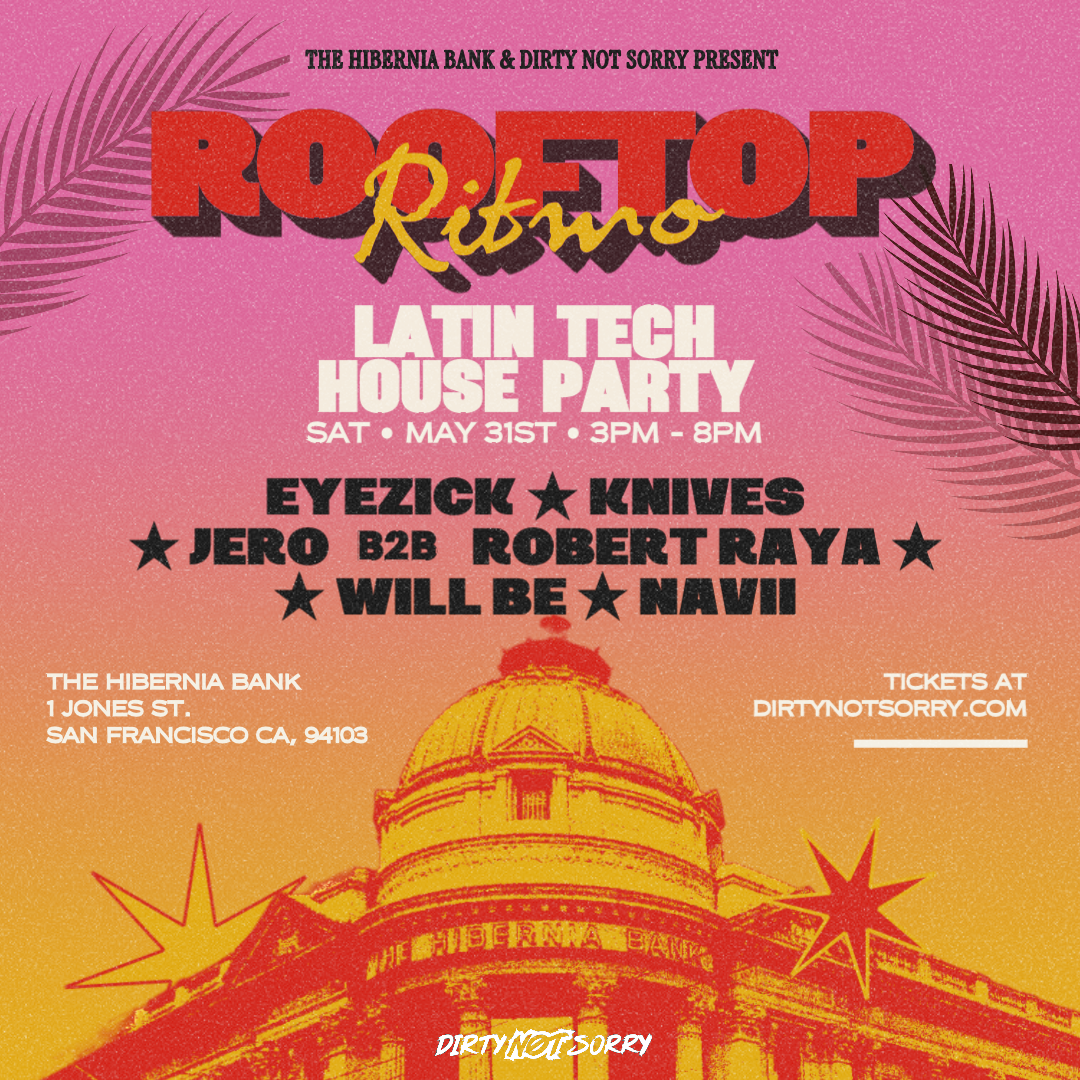 THE HIBERNIA BANK & DIRTY NOT SORRY PRESENT
ROOFTOP
Ritmo
LATIN TECH
HOUSE PARTY
SAT • MAY 31ST • 3PM - 8PM
EYEZICK ★ KNIVES
★ JERO B2B ROBERT RAYA ★
★ WILL BE ★ NAVII
THE HIBERNIA BANK
1 JONES ST.
SAN FRANCISCO CA, 94103
TICKETS AT
DIRTYNOTSORRY.COM
THE HIBERNIA BANK
DIRTY NOT SORRY